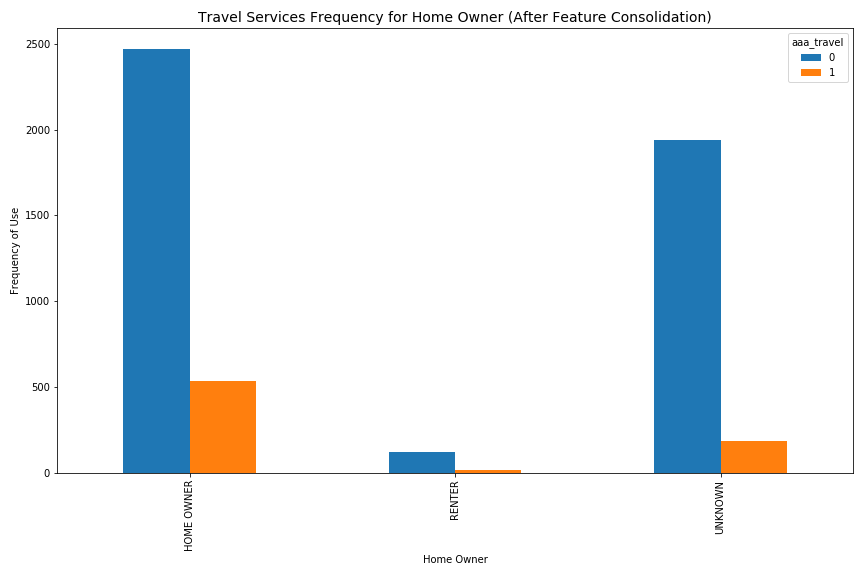 Travel Services Frequency for Home Owner (After Feature Consolidation)
aaa_travel
0
1
Frequency of Use
2500
2000
1500
1000
500
0
HOME OWNER
RENTER
UNKNOWN
Home Owner